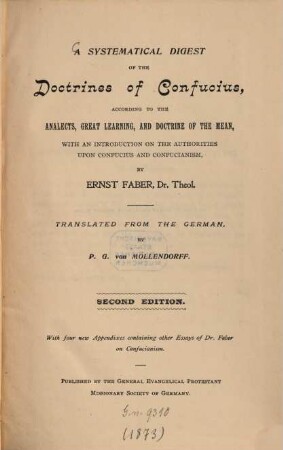 A SYSTEMATICAL DIGEST
OF THE
Doctrines of Confucius,
ACCORDING TO THE
ANALECTS, GREAT LEARNING, AND DOCTRINE OF THE MEAN,
WITH AN INTRODUCTION ON THE AUTHORITIES
UPON CONFUCIUS AND CONFUCIANISM,
BY
ERNST FABER, Dr. Theol.
TRANSLATED FROM THE GERMAN,
BY
P. G. von MÖLLENDORFF.
SECOND EDITION.
With four new Appendixes containing other Essays of Dr. Faber
on Confucianism.
PUBLISHED BY THE GENERAL EVANGELICAL PROTESTANT
MISSIONARY SOCIETY OF GERMANY.
9310
(1873)